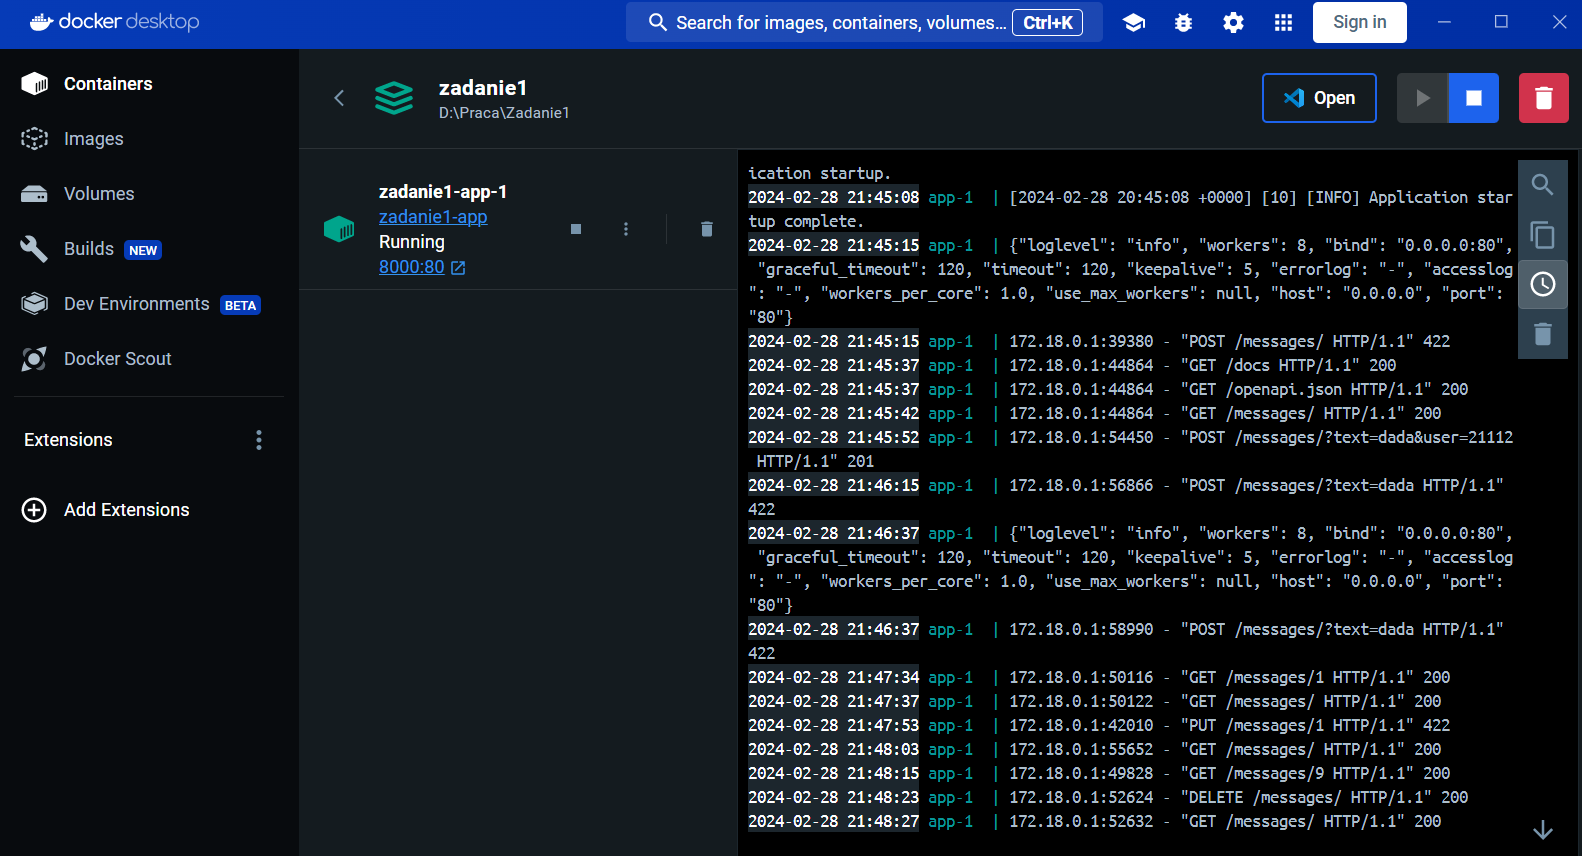 docker desktop
Search for images, containers, volumes... Ctrl+K
Sign in
Containers
Images
Volumes
Builds NEW
Dev Environments BETA
Docker Scout
Extensions
Add Extensions
zadanie1
D:\Praca\Zadanie1
Open
zadanie1-app-1
zadanie1-app
Running
8000:80
ication startup.
2024-02-28 21:45:08 app-1 | [2024-02-28 20:45:08 +0000] [10] [INFO] Application star
tup complete.
2024-02-28 21:45:15 app-1 | {"loglevel": "info", "workers": 8, "bind": "0.0.0.0:80",
"graceful_timeout": 120, "timeout": 120, "keepalive": 5, "errorlog": "-", "accesslog
": "-", "workers_per_core": 1.0, "use_max_workers": null, "host": "0.0.0.0", "port":
"80"}
2024-02-28 21:45:15 app-1 | 172.18.0.1:39380 - "POST /messages/ HTTP/1.1" 422
2024-02-28 21:45:37 app-1 | 172.18.0.1:44864 - "GET /docs HTTP/1.1" 200
2024-02-28 21:45:37 app-1 | 172.18.0.1:44864 - "GET /openapi.json HTTP/1.1" 200
2024-02-28 21:45:42 app-1 | 172.18.0.1:44864 - "GET /messages/ HTTP/1.1" 200
2024-02-28 21:45:52 app-1 | 172.18.0.1:54450 - "POST /messages/?text=dada&user=21112
HTTP/1.1" 201
2024-02-28 21:46:15 app-1 | 172.18.0.1:56866 - "POST /messages/?text=dada HTTP/1.1"
422
2024-02-28 21:46:37 app-1 | {"loglevel": "info", "workers": 8, "bind": "0.0.0.0:80",
"graceful_timeout": 120, "timeout": 120, "keepalive": 5, "errorlog": "-", "accesslog
": "-", "workers_per_core": 1.0, "use_max_workers": null, "host": "0.0.0.0", "port":
"80"}
2024-02-28 21:46:37 app-1 | 172.18.0.1:58990 - "POST /messages/?text=dada HTTP/1.1"
422
2024-02-28 21:47:34 app-1 | 172.18.0.1:50116 - "GET /messages/1 HTTP/1.1" 200
2024-02-28 21:47:37 app-1 | 172.18.0.1:50122 - "GET /messages/ HTTP/1.1" 200
2024-02-28 21:47:53 app-1 | 172.18.0.1:42010 - "PUT /messages/1 HTTP/1.1" 422
2024-02-28 21:48:03 app-1 | 172.18.0.1:55652 - "GET /messages/ HTTP/1.1" 200
2024-02-28 21:48:15 app-1 | 172.18.0.1:49828 - "GET /messages/9 HTTP/1.1" 200
2024-02-28 21:48:23 app-1 | 172.18.0.1:52624 - "DELETE /messages/ HTTP/1.1" 200
2024-02-28 21:48:27 app-1 | 172.18.0.1:52632 - "GET /messages/ HTTP/1.1" 200